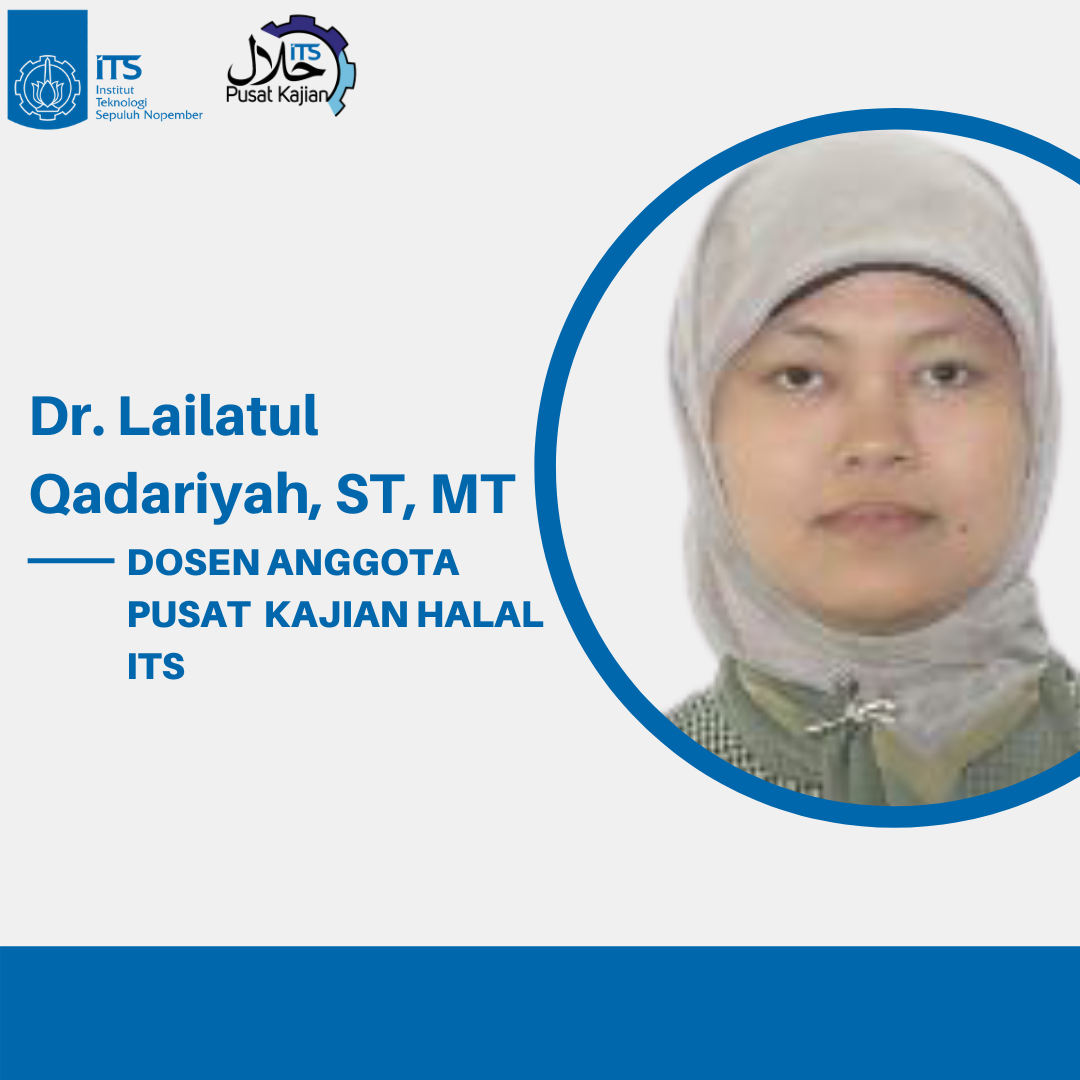 iTS
Institut
Teknologi
Sepuluh Nopember
حلال
iTS
Pusat Kajian
Dr. Lailatul
Qadariyah, ST, MT
DOSEN ANGGOTA
PUSAT KAJIAN HALAL
ITS